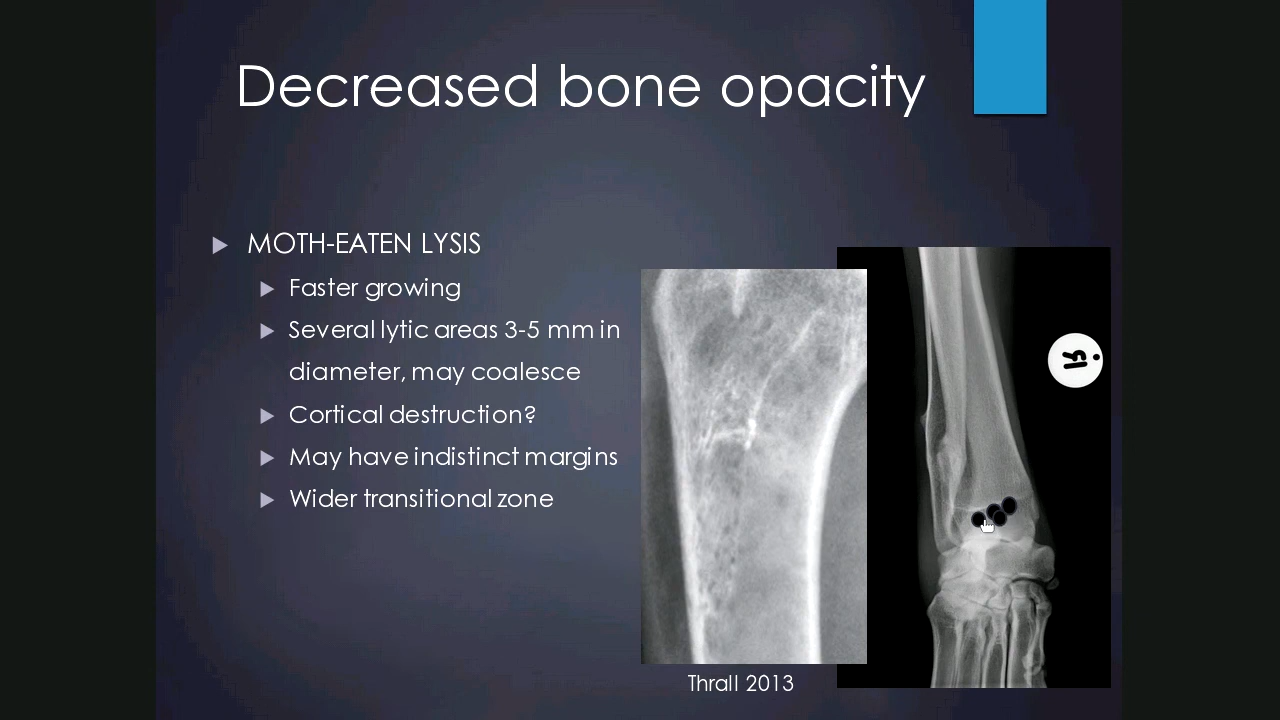 Decreased bone opacity
MOTH-EATEN LYSIS
Faster growing
Several lytic areas 3-5 mm in
diameter, may coalesce
Cortical destruction?
May have indistinct margins
Wider transitional zone
Thrall 2013